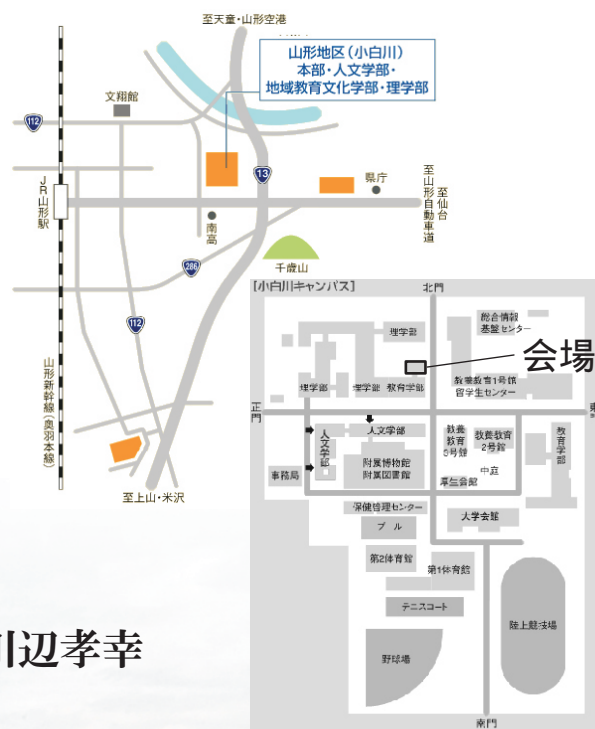 至天童・山形空港
山形地区(小白川)
本部・人文学部・
地域教育文化学部・理学部
文翔館
112
13
JR山形駅
県庁
至仙台
至山形自動車道
南高
286
千歳山
112
山形新幹線(奥羽本線)
至上山・米沢
[小白川キャンパス]
北門
総合情報
基盤センター
理学部
会場
理学部
理学部
教育学部
教養教育1号館
留学生センター
正門
東
人文学部
人文学部
教養
教育
3号館
教養教育
2号館
教育学部
附属博物館
附属図書館
中庭
事務局
厚生会館
保健管理センター
大学会館
プール
第2体育館
第1体育館
テニスコート
陸上競技場
野球場
南門
川辺孝幸